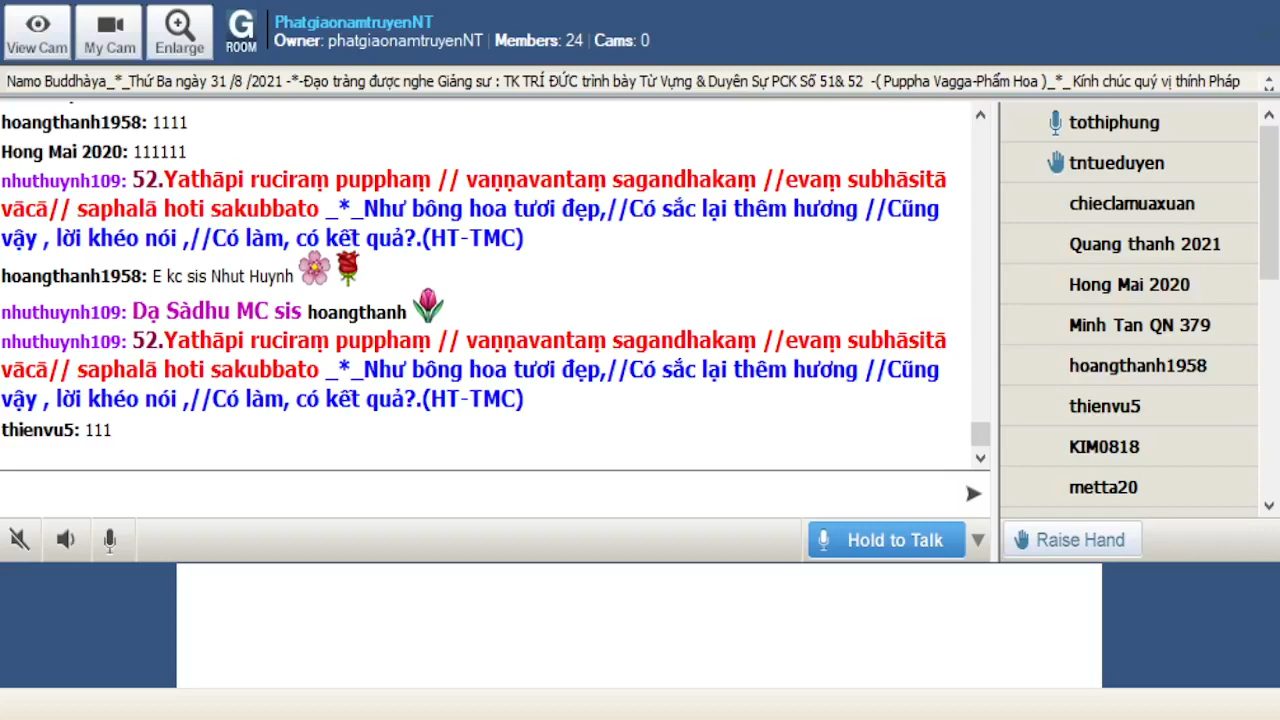 View Cam
My Cam
Enlarge
G
ROOM
PhatgiaonamtruyenNT
Owner: phatgiaonamtruyenNT | Members: 24 | Cams: 0
Namo Buddhàya_*_Thứ Ba ngày 31 /8 /2021 -*-Đạo tràng được nghe Giảng sư : TK TRÍ ĐỨC trình bày Từ Vựng & Duyên Sự PCK Số 51& 52 -( Puppha Vagga-Phẩm Hoa )_*_ Kính chúc quý vị thính Pháp
hoangthanh1958: 1111
Hong Mai 2020: 111111
nhuthuynh109: 52.Yathāpi ruciraṃ pupphaṃ // vaṇṇavantaṃ sagandhakaṃ //evaṃ subhāsitā
vācā// saphalā hoti sakubbato _*_Như bông hoa tươi đẹp,//Có sắc lại thêm hương //Cũng
vậy , lời khéo nói ,//Có làm, có kết quả?.(HT-TMC)
hoangthanh1958: E kc sis Nhut Huynh
nhuthuynh109: Dạ Sàdhu MC sis hoangthanh
nhuthuynh109: 52.Yathāpi ruciraṃ pupphaṃ // vaṇṇavantaṃ sagandhakaṃ //evaṃ subhāsitā
vācā// saphalā hoti sakubbato _*_Như bông hoa tươi đẹp,//Có sắc lại thêm hương //Cũng
vậy , lời khéo nói ,//Có làm, có kết quả?.(HT-TMC)
thienvu5: 111
tothiphung
tntueduyen
chieclamuaxuan
Quang thanh 2021
Hong Mai 2020
Minh Tan QN 379
hoangthanh1958
thienvu5
KIM0818
metta20
Hold to Talk
Raise Hand